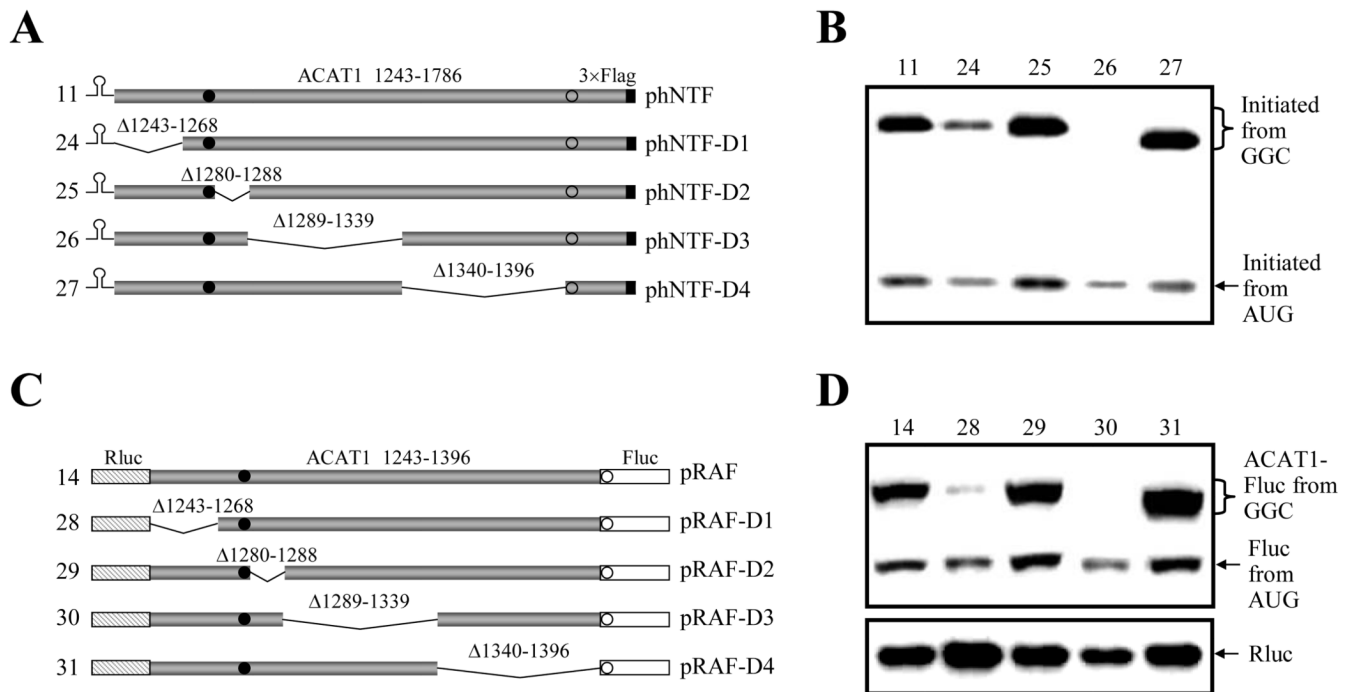 A
ACAT1 1243-1786
3×Flag
11
phNTF
Δ1243-1268
24
phNTF-D1
Δ1280-1288
25
phNTF-D2
Δ1289-1339
26
phNTF-D3
Δ1340-1396
27
phNTF-D4
B
11 24 25 26 27
Initiated
from
GGC
Initiated
from
AUG
C
Rluc
ACAT1 1243-1396
Fluc
14
pRAF
Δ1243-1268
28
pRAF-D1
Δ1280-1288
29
pRAF-D2
Δ1289-1339
30
pRAF-D3
Δ1340-1396
31
pRAF-D4
D
14 28 29 30 31
ACAT1-
Fluc from
GGC
Fluc
from
AUG
Rluc